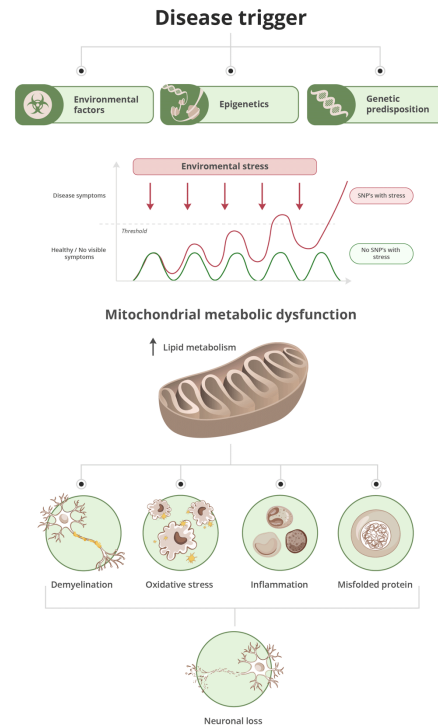 Disease trigger
Environmental
factors
Epigenetics
Genetic
predisposition
Enviromental stress
Disease symptoms
SNP's with stress
Threshold
Healthy / No visible
symptoms
No SNP's with
stress
Mitochondrial metabolic dysfunction
Lipid metabolism
Demyelination
Oxidative stress
Inflammation
Misfolded protein
Neuronal loss